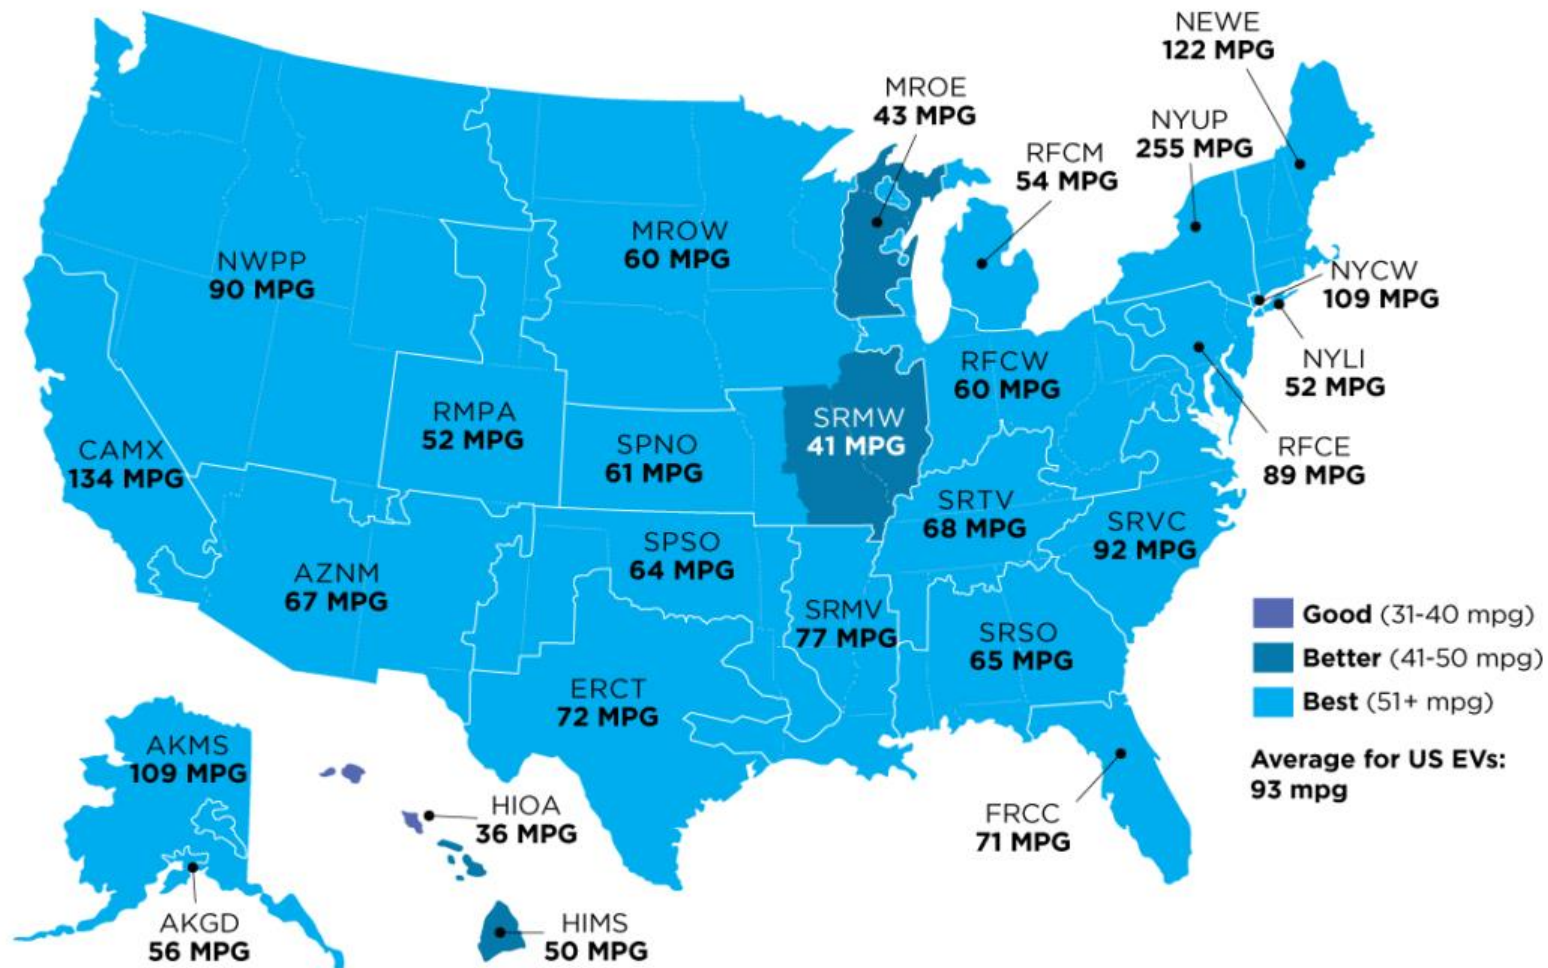 NEWE
122 MPG
MROE
43 MPG
NYUP
255 MPG
RFCM
54 MPG
MROW
60 MPG
NWPP
90 MPG
NYCW
109 MPG
NYLI
52 MPG
RFCW
60 MPG
RMPA
52 MPG
SRMW
41 MPG
SPNO
61 MPG
CAMX
134 MPG
RFCE
89 MPG
SRTV
68 MPG
SRVC
92 MPG
SPSO
64 MPG
AZNM
67 MPG
SRMV
77 MPG
SRSO
65 MPG
ERCT
72 MPG
Good (31-40 mpg)
Better (41-50 mpg)
Best (51+ mpg)
Average for US EVs:
93 mpg
AKMS
109 MPG
HIOA
36 MPG
FRCC
71 MPG
AKGD
56 MPG
HIMS
50 MPG